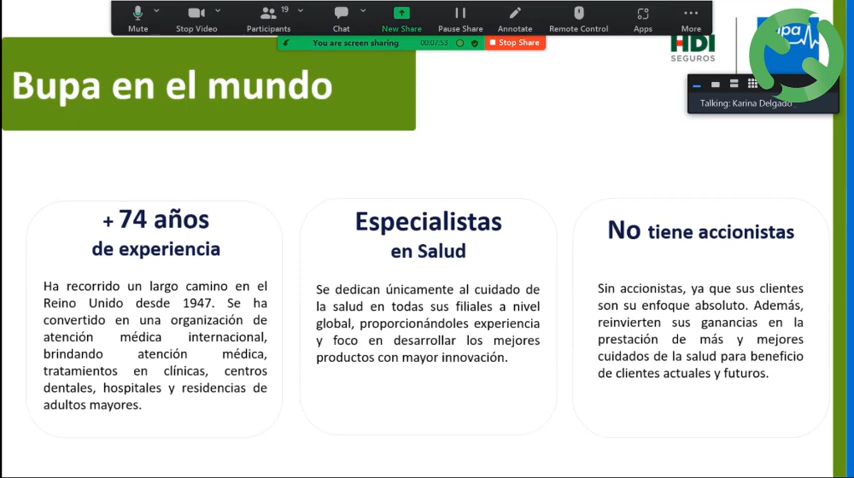 Mute
Stop Video
Participants
19
Chat
New Share
Pause Share
Annotate
Remote Control
Apps
More
You are screen sharing
00:07:53
Stop Share
HDI
SEGUROS
Talking: Karina Delgado
Bupa en el mundo
+ 74 años
de experiencia
Ha recorrido un largo camino en el
Reino Unido desde 1947. Se ha
convertido en una organización de
atención médica internacional,
brindando atención médica,
tratamientos en clínicas, centros
dentales, hospitales y residencias de
adultos mayores.
Especialistas
en Salud
Se dedican únicamente al cuidado de
la salud en todas sus filiales a nivel
global, proporcionándoles experiencia
y foco en desarrollar los mejores
productos con mayor innovación.
No tiene accionistas
Sin accionistas, ya que sus clientes
son su enfoque absoluto. Además,
reinvierten sus ganancias en la
prestación de más y mejores
cuidados de la salud para beneficio
de clientes actuales y futuros.